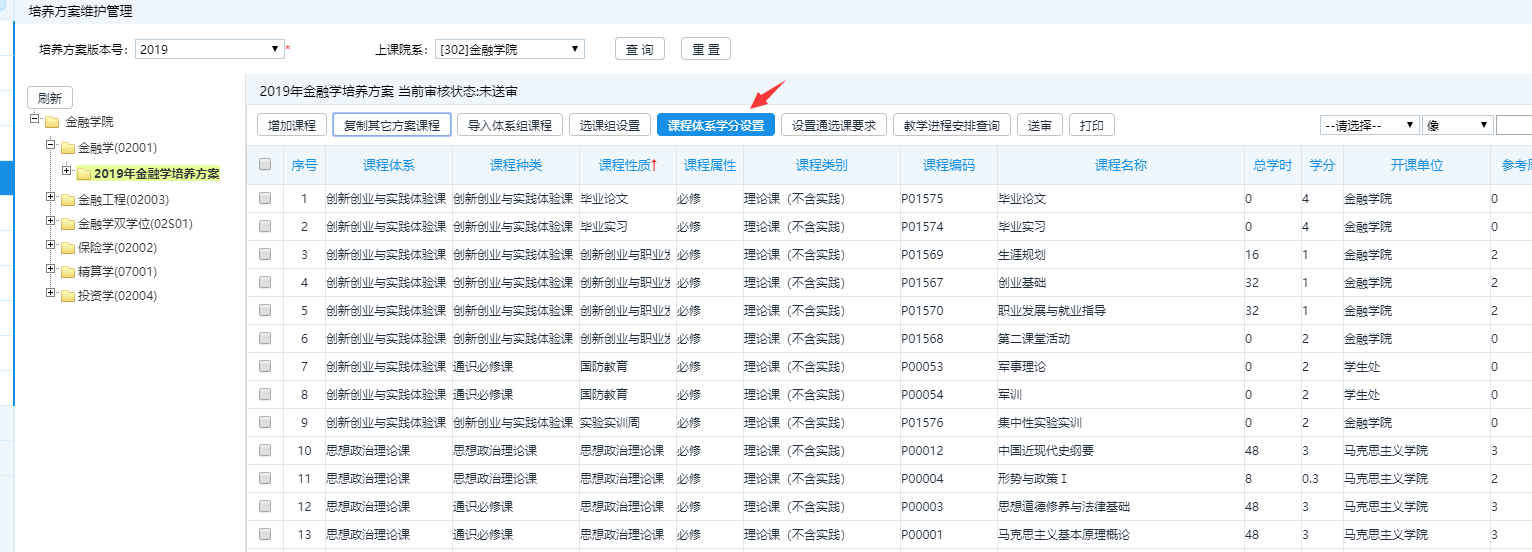 培养方案维护管理
培养方案版本号： 2019 * 上课院系： [302]金融学院 查 询 重 置
刷新
金融学院
金融学(02001)
2019年金融学培养方案
金融工程(02003)
金融学双学位(02S01)
保险学(02002)
精算学(07001)
投资学(02004)
2019年金融学培养方案 当前审核状态:未送审
增加课程 复制其它方案课程 导入体系组课程 选课组设置 课程体系学分设置 设置通选课要求 教学进程安排查询 送审 打印 --请选择-- 像
序号 课程体系 课程种类 课程性质↑ 课程属性 课程类别 课程编码 课程名称 总学时 学分 开课单位 参考周
1 创新创业与实践体验课 创新创业与实践体验课 毕业论文 必修 理论课（不含实践） P01575 毕业论文 0 4 金融学院 0
2 创新创业与实践体验课 创新创业与实践体验课 毕业实习 必修 理论课（不含实践） P01574 毕业实习 0 4 金融学院 0
3 创新创业与实践体验课 创新创业与实践体验课 创新创业与职业发 必修 理论课（不含实践） P01569 生涯规划 16 1 金融学院 2
4 创新创业与实践体验课 创新创业与实践体验课 创新创业与职业发 必修 理论课（不含实践） P01567 创业基础 32 1 金融学院 2
5 创新创业与实践体验课 创新创业与实践体验课 创新创业与职业发 必修 理论课（不含实践） P01570 职业发展与就业指导 32 1 金融学院 2
6 创新创业与实践体验课 创新创业与实践体验课 创新创业与职业发 必修 理论课（不含实践） P01568 第二课堂活动 0 2 金融学院 0
7 创新创业与实践体验课 通识必修课 国防教育 必修 理论课（不含实践） P00053 军事理论 0 2 学生处 0
8 创新创业与实践体验课 通识必修课 国防教育 必修 理论课（不含实践） P00054 军训 0 2 学生处 0
9 创新创业与实践体验课 创新创业与实践体验课 实验实训周 必修 理论课（不含实践） P01576 集中性实验实训 0 2 金融学院 0
10 思想政治理论课 思想政治理论课 思想政治理论课 必修 理论课（不含实践） P00012 中国近现代史纲要 48 3 马克思主义学院 3
11 思想政治理论课 思想政治理论课 思想政治理论课 必修 理论课（不含实践） P00004 形势与政策Ⅰ 8 0.3 马克思主义学院 2
12 思想政治理论课 通识必修课 思想政治理论课 必修 理论课（不含实践） P00003 思想道德修养与法律基础 48 3 马克思主义学院 3
13 思想政治理论课 通识必修课 思想政治理论课 必修 理论课（不含实践） P00001 马克思主义基本原理概论 48 3 马克思主义学院 3